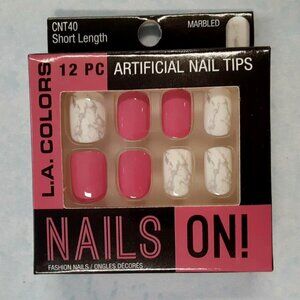 CNT40
Short Length
MARBLED
12 PC ARTIFICIAL NAIL TIPS
L.A. COLORS
NAILS ON!
FASHION NAILS / ONGLES DÉCORÉS